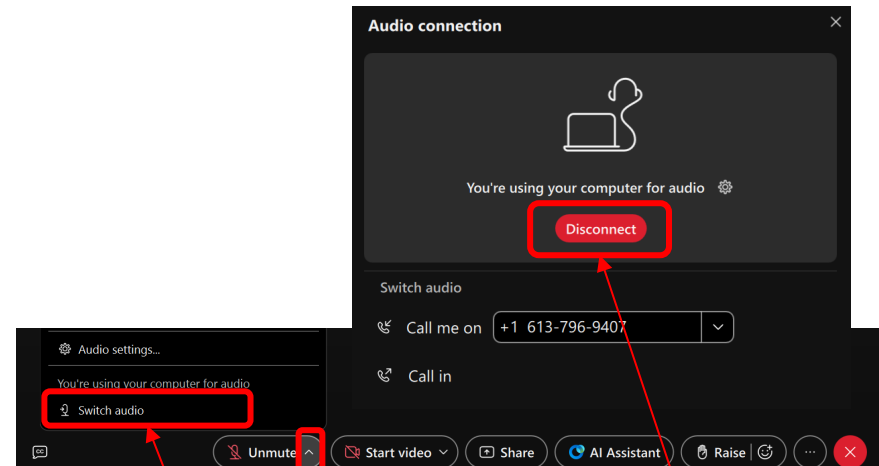 Audio connection
You're using your computer for audio
Disconnect
Switch audio
Call me on +1 613-796-9407
Call in
Audio settings...
You're using your computer for audio
Switch audio
CC Unmute Start video Share AI Assistant Raise ...